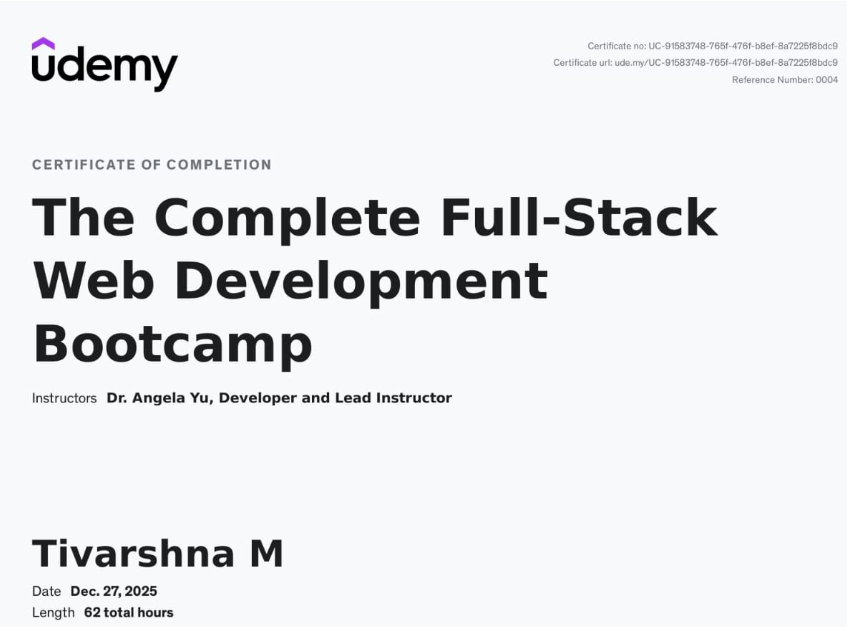 udemy
Certificate no: UC-91583748-765f-476f-b8ef-8a7225f8bdc9
Certificate url: ude.my/UC-91583748-765f-476f-b8ef-8a7225f8bdc9
Reference Number: 0004
CERTIFICATE OF COMPLETION
The Complete Full-Stack
Web Development
Bootcamp
Instructors Dr. Angela Yu, Developer and Lead Instructor
Tivarshna M
Date Dec. 27, 2025
Length 62 total hours